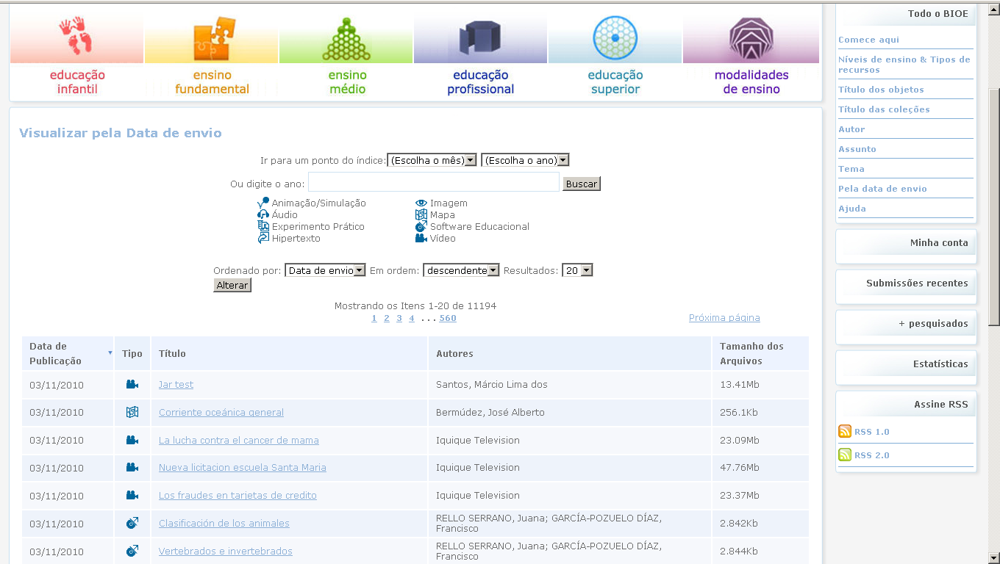 educação
infantil
ensino
fundamental
ensino
médio
educação
profissional
educação
superior
modalidades
de ensino
Visualizar pela Data de envio
Ir para um ponto do índice: (Escolha o mês) (Escolha o ano)
Ou digite o ano: Buscar
Animação/Simulação Imagem
Áudio Mapa
Experimento Prático Software Educacional
Hipertexto Vídeo
Ordenado por: Data de envio Em ordem: descendente Resultados: 20
Alterar
Mostrando os Itens 1-20 de 11194
1 2 3 4 ... 560 Próxima página
Data de Publicação Tipo Título Autores Tamanho dos Arquivos
03/11/2010 Jar test Santos, Márcio Lima dos 13.41Mb
03/11/2010 Corriente oceánica general Bermúdez, José Alberto 256.1Kb
03/11/2010 La lucha contra el cancer de mama Iquique Television 23.09Mb
03/11/2010 Nueva licitacion escuela Santa Maria Iquique Television 47.76Mb
03/11/2010 Los fraudes en tarjetas de credito Iquique Television 23.37Mb
03/11/2010 Clasificación de los animales RELLO SERRANO, Juana; GARCÍA-POZUELO DÍAZ, Francisco 2.842Kb
03/11/2010 Vertebrados e invertebrados RELLO SERRANO, Juana; GARCÍA-POZUELO DÍAZ, Francisco 2.844Kb
Todo o BIOE
Comece aqui
Níveis de ensino & Tipos de
recursos
Título dos objetos
Título das coleções
Autor
Assunto
Tema
Pela data de envio
Ajuda
Minha conta
Submissões recentes
+ pesquisados
Estatísticas
Assine RSS
RSS 1.0
RSS 2.0